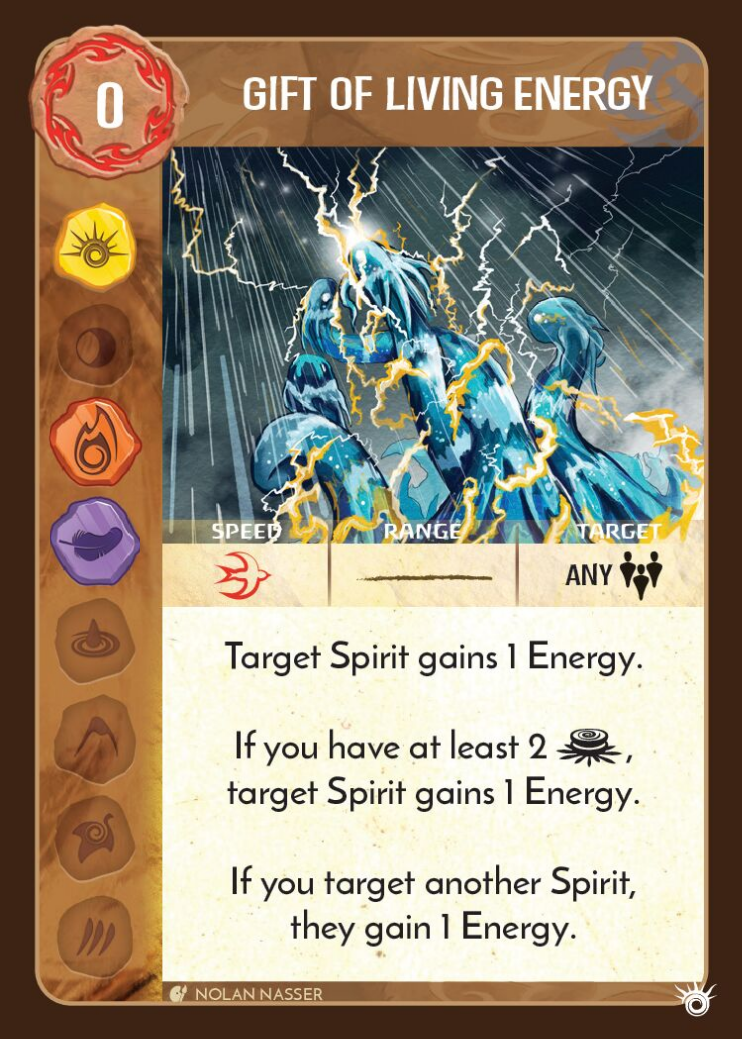 0
GIFT OF LIVING ENERGY
SPEED RANGE TARGET
ANY
Target Spirit gains 1 Energy.
If you have at least 2 ,
target Spirit gains 1 Energy.
If you target another Spirit,
they gain 1 Energy.
NOLAN NASSER